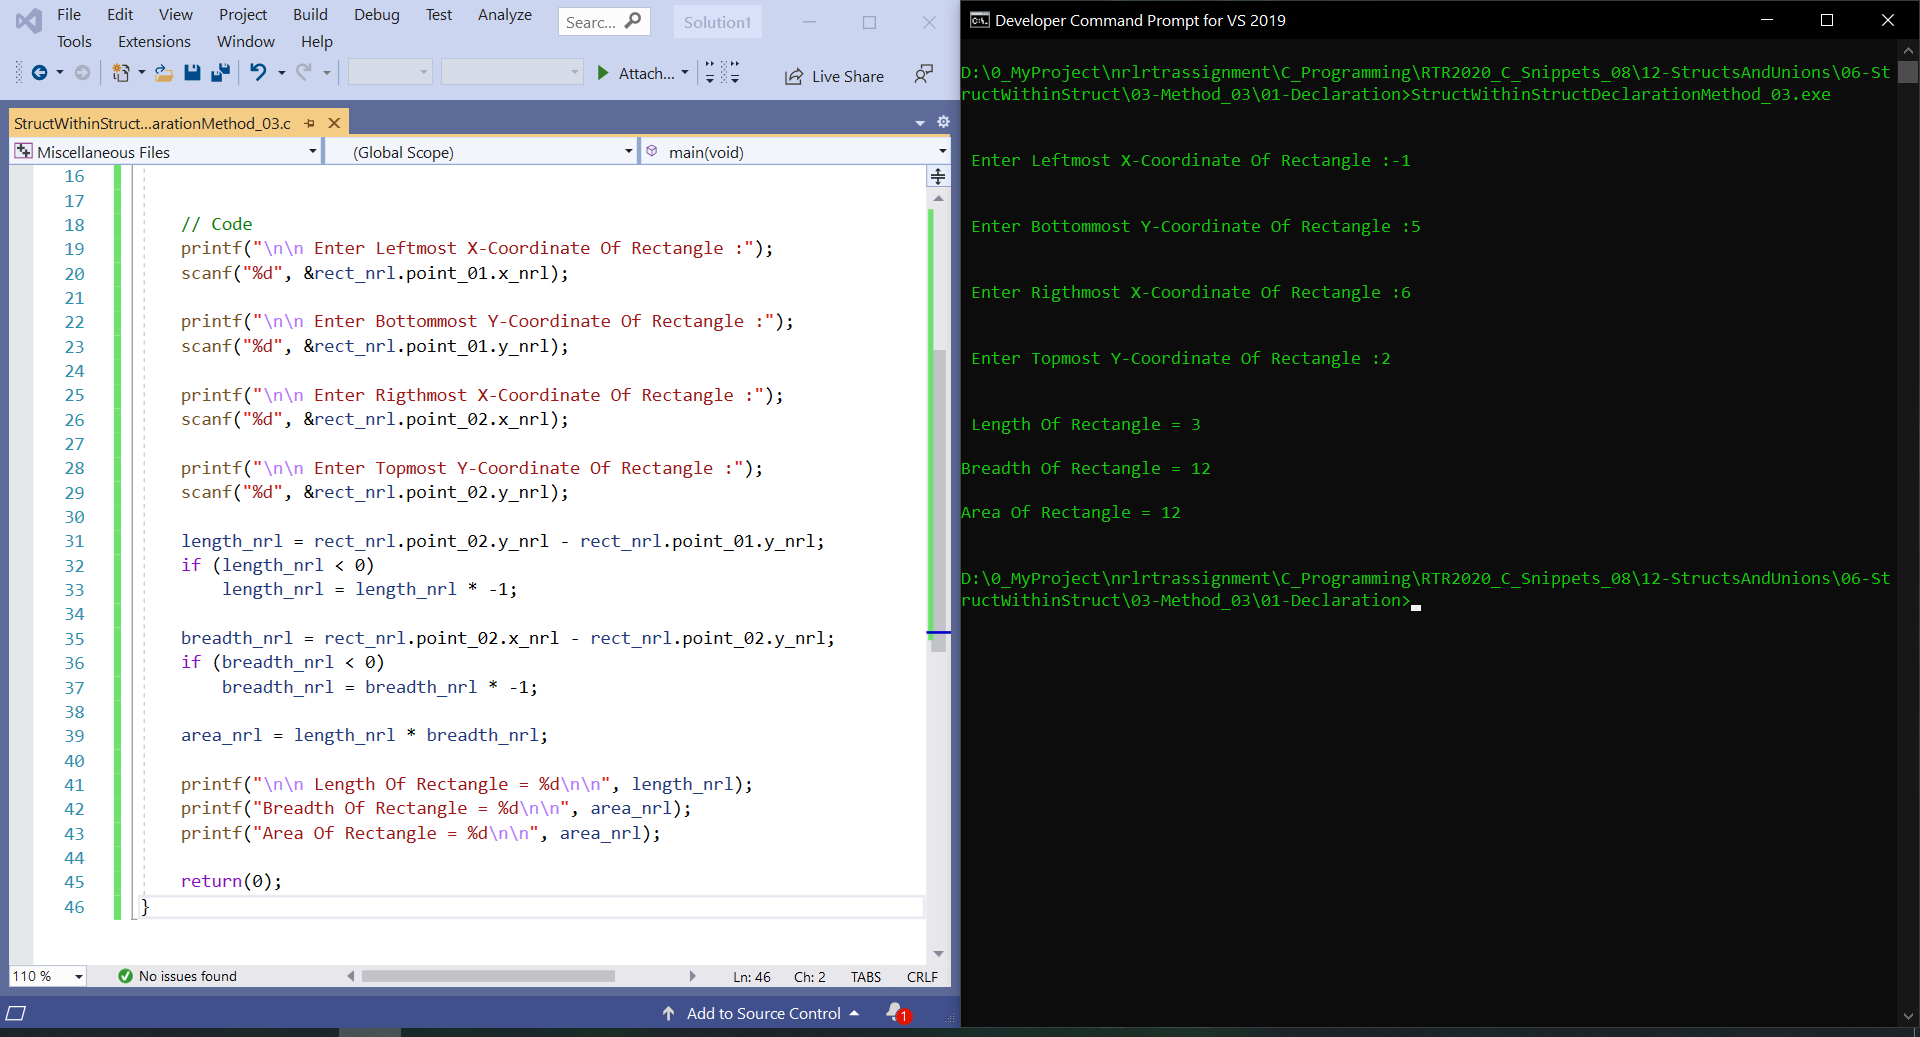 File Edit View Project Build Debug Test Analyze Searc... Solution1
Tools Extensions Window Help
Attach... Live Share
StructWithinStruct...arationMethod_03.c
Miscellaneous Files (Global Scope) main(void)
16
17
18 // Code
19 printf("\n\n Enter Leftmost X-Coordinate Of Rectangle :");
20 scanf("%d", &rect_nrl.point_01.x_nrl);
21
22 printf("\n\n Enter Bottommost Y-Coordinate Of Rectangle :");
23 scanf("%d", &rect_nrl.point_01.y_nrl);
24
25 printf("\n\n Enter Rigthmost X-Coordinate Of Rectangle :");
26 scanf("%d", &rect_nrl.point_02.x_nrl);
27
28 printf("\n\n Enter Topmost Y-Coordinate Of Rectangle :");
29 scanf("%d", &rect_nrl.point_02.y_nrl);
30
31 length_nrl = rect_nrl.point_02.y_nrl - rect_nrl.point_01.y_nrl;
32 if (length_nrl < 0)
33 length_nrl = length_nrl * -1;
34
35 breadth_nrl = rect_nrl.point_02.x_nrl - rect_nrl.point_02.y_nrl;
36 if (breadth_nrl < 0)
37 breadth_nrl = breadth_nrl * -1;
38
39 area_nrl = length_nrl * breadth_nrl;
40
41 printf("\n\n Length Of Rectangle = %d\n\n", length_nrl);
42 printf("Breadth Of Rectangle = %d\n\n", area_nrl);
43 printf("Area Of Rectangle = %d\n\n", area_nrl);
44
45 return(0);
46 }
110 % No issues found Ln: 46 Ch: 2 TABS CRLF
Add to Source Control 1
Developer Command Prompt for VS 2019
D:\0_MyProject\nrlrtrassignment\C_Programming\RTR2020_C_Snippets_08\12-StructsAndUnions\06-St
ructWithinStruct\03-Method_03\01-Declaration>StructWithinStructDeclarationMethod_03.exe
Enter Leftmost X-Coordinate Of Rectangle :-1
Enter Bottommost Y-Coordinate Of Rectangle :5
Enter Rigthmost X-Coordinate Of Rectangle :6
Enter Topmost Y-Coordinate Of Rectangle :2
Length Of Rectangle = 3
Breadth Of Rectangle = 12
Area Of Rectangle = 12
D:\0_MyProject\nrlrtrassignment\C_Programming\RTR2020_C_Snippets_08\12-StructsAndUnions\06-St
ructWithinStruct\03-Method_03\01-Declaration>